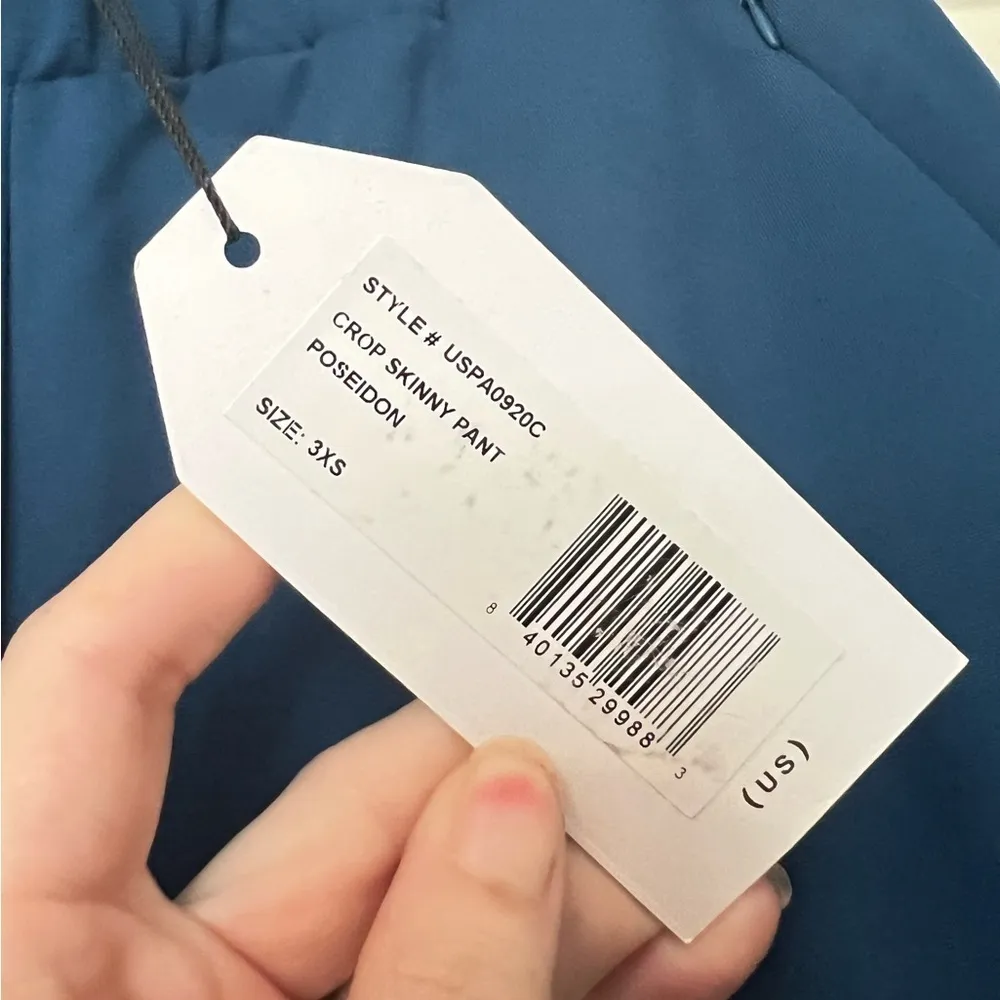 STYLE # USPA0920C
CROP SKINNY PANT
POSEIDON
SIZE: 3XS
8 40135 29988 3
(US)